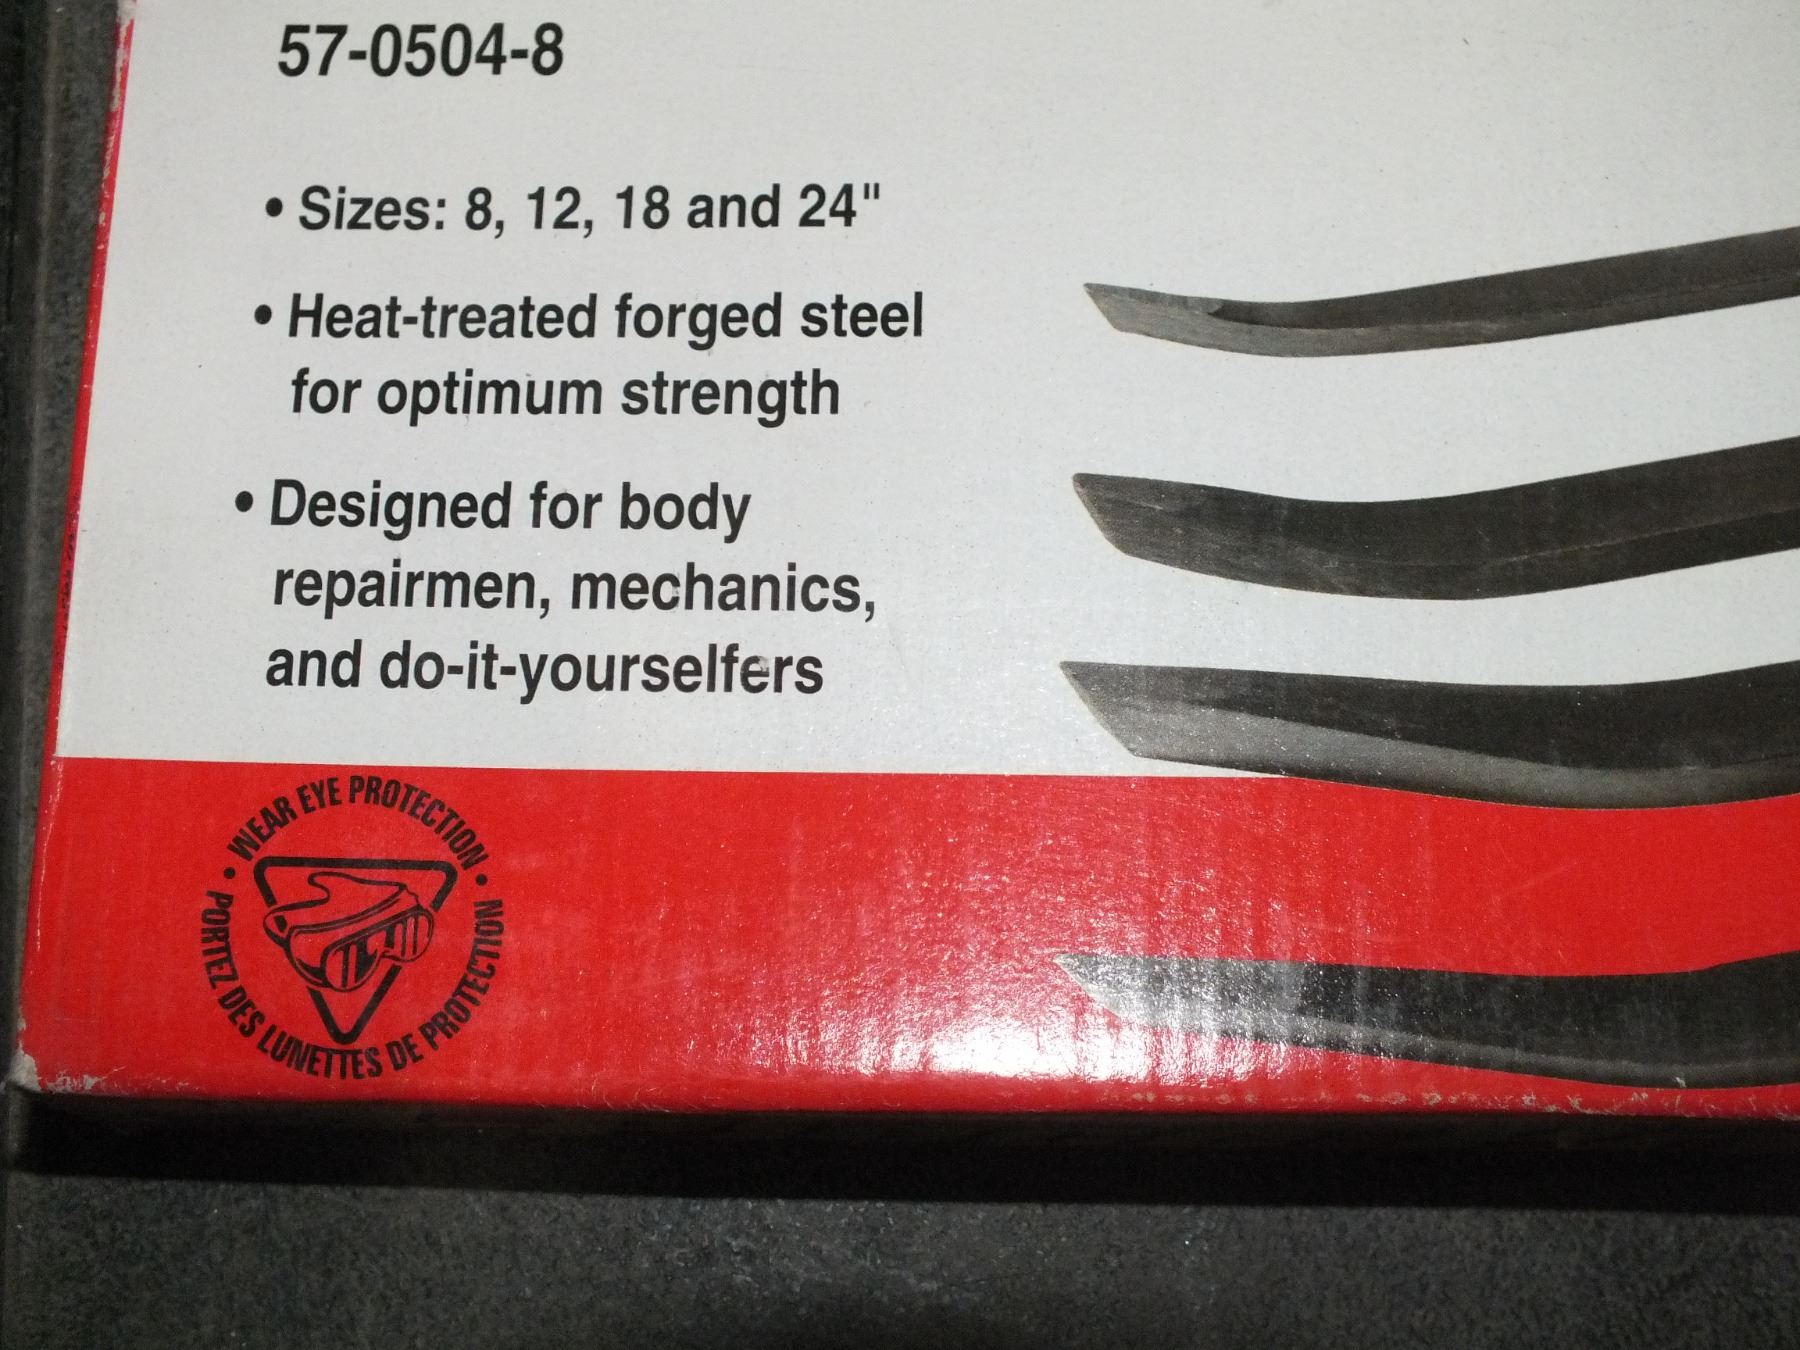 57-0504-8
• Sizes: 8, 12, 18 and 24"
• Heat-treated forged steel
for optimum strength
• Designed for body
repairmen, mechanics,
and do-it-yourselfers
• WEAR EYE PROTECTION •
PORTEZ DES LUNETTES DE PROTECTION